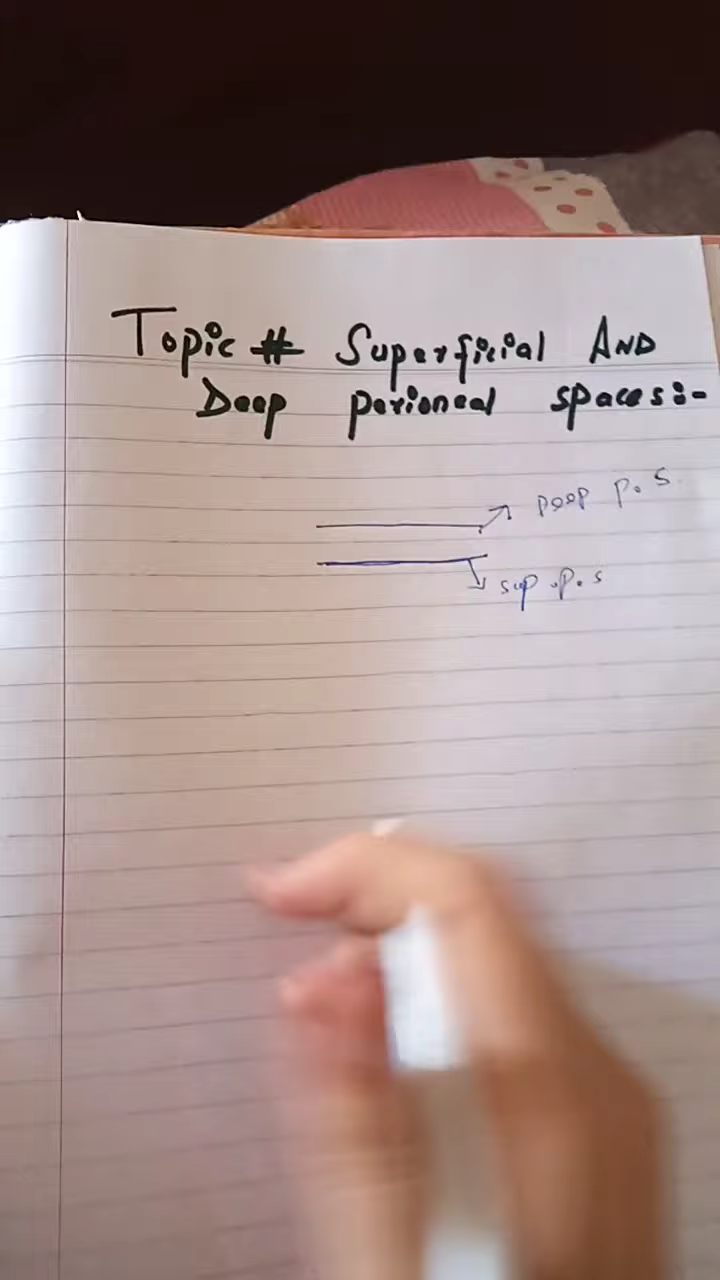 Topic # Superficial AND
Deep perioneal spaces:-
Deep p.s
sup.p.s